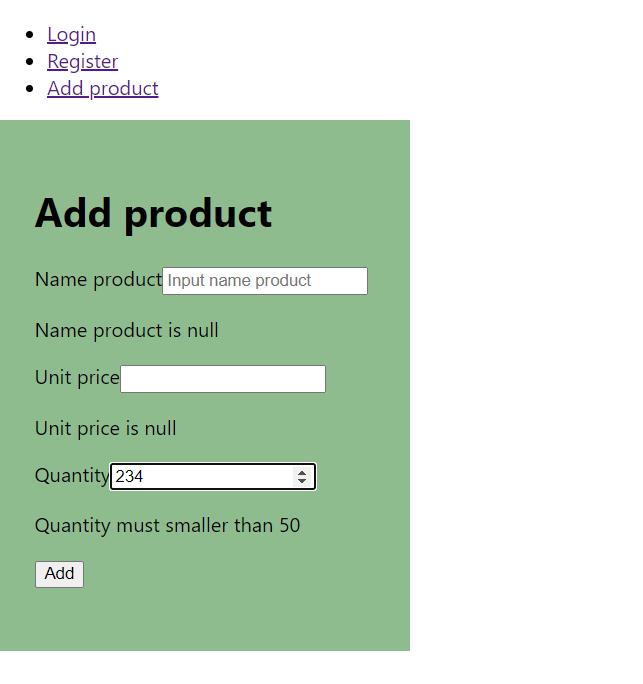 Login
Register
Add product
Add product
Name product Input name product
Name product is null
Unit price
Unit price is null
Quantity 234
Quantity must smaller than 50
Add